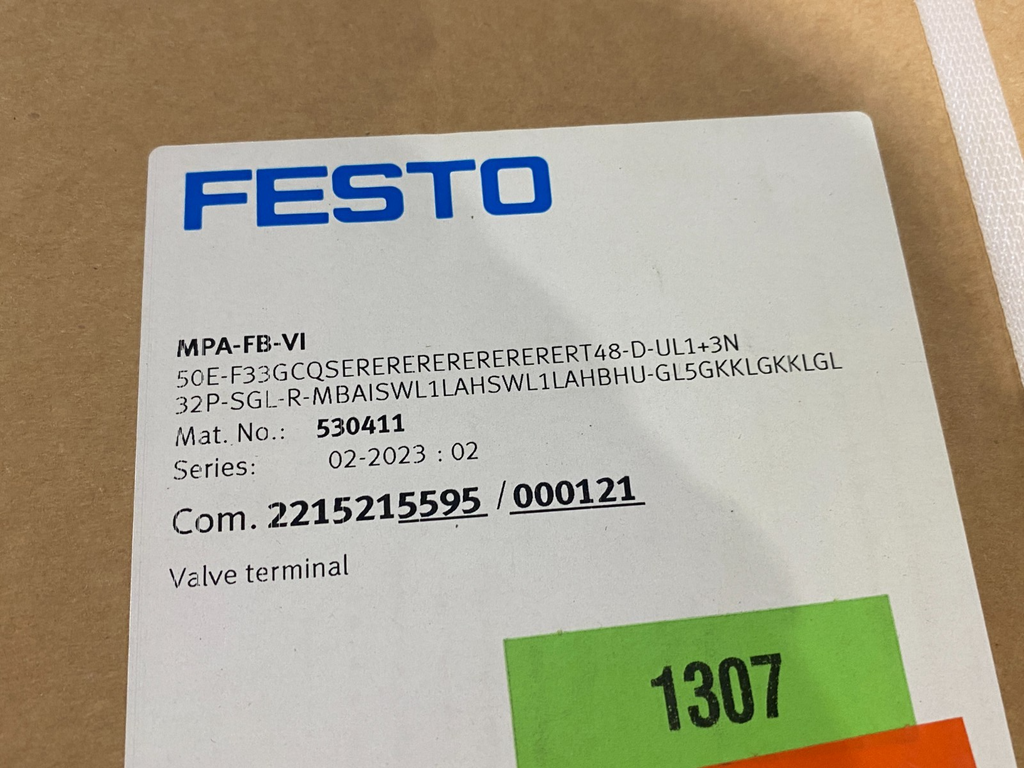 FESTO
MPA-FB-VI
50E-F33GCQSERERERERERERERERT48-D-UL1+3N
32P-SGL-R-MBAISWL1LAHSWL1LAHBHU-GL5GKKLGKKLGL
Mat. No.: 530411
Series: 02-2023 : 02
Com. 2215215595 /000121
Valve terminal
1307